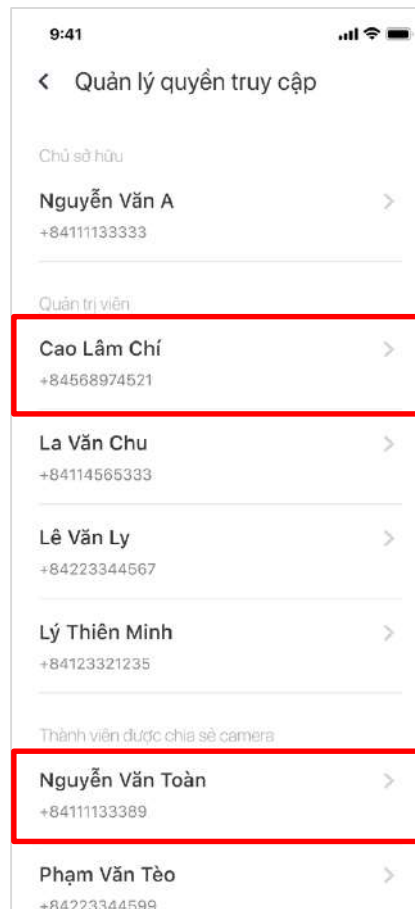 9:41
Quản lý quyền truy cập
Chủ sở hữu
Nguyễn Văn A
+84111133333
Quản trị viên
Cao Lâm Chí
+84568974521
La Văn Chu
+84114565333
Lê Văn Ly
+84223344567
Lý Thiên Minh
+84123321235
Thành viên được chia sẻ camera
Nguyễn Văn Toàn
+84111133389
Phạm Văn Tèo
+84223344599